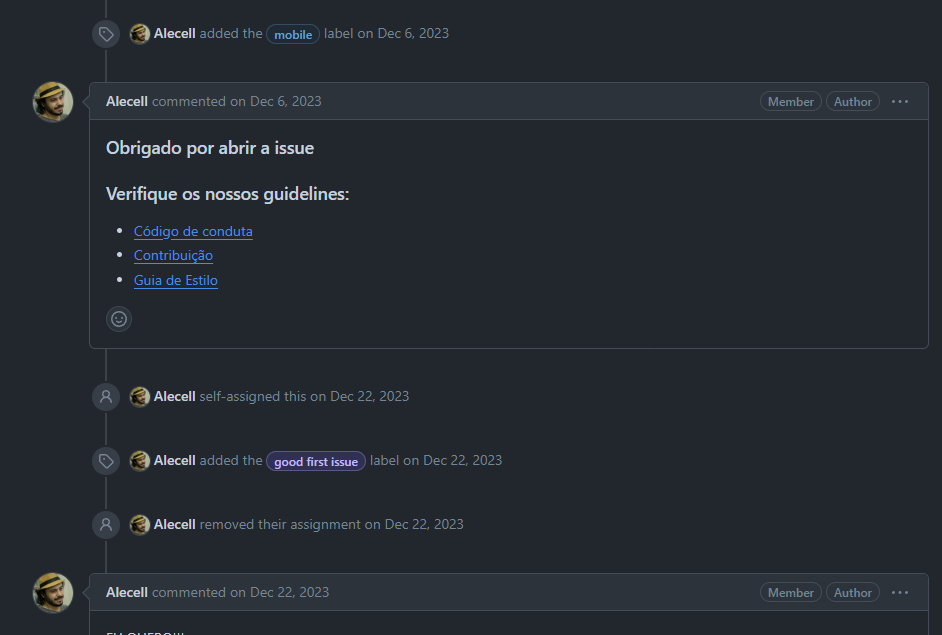 Alecell added the mobile label on Dec 6, 2023
Alecell commented on Dec 6, 2023 Member Author
Obrigado por abrir a issue
Verifique os nossos guidelines:
Código de conduta
Contribuição
Guia de Estilo
Alecell self-assigned this on Dec 22, 2023
Alecell added the good first issue label on Dec 22, 2023
Alecell removed their assignment on Dec 22, 2023
Alecell commented on Dec 22, 2023 Member Author